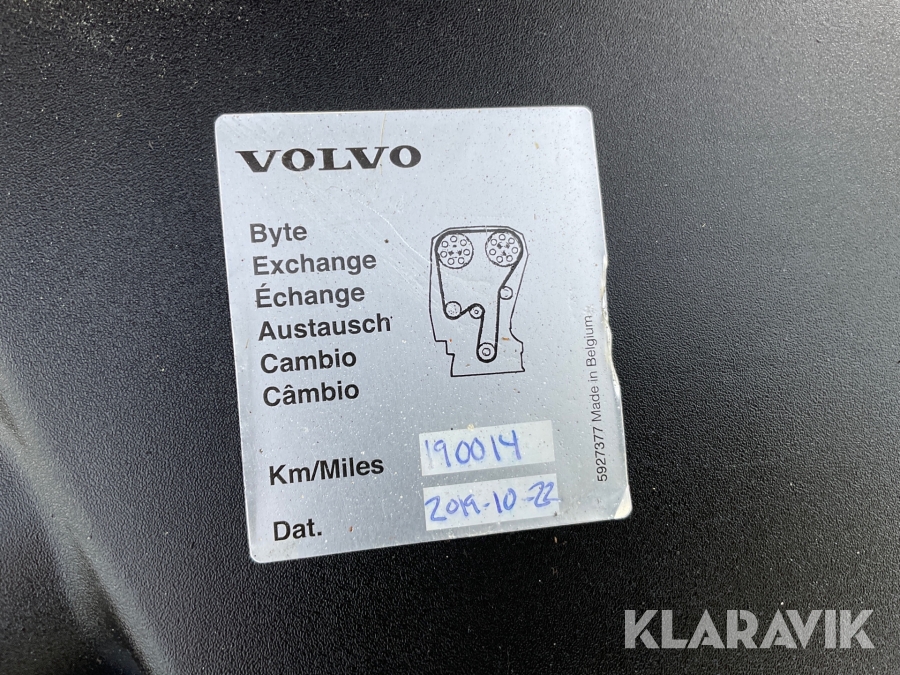 VOLVO
Byte
Exchange
Échange
Austausch
Cambio
Câmbio
Km/Miles 190014
Dat. 2019-10-22
5927377 Made in Belgium
KLARAVIK